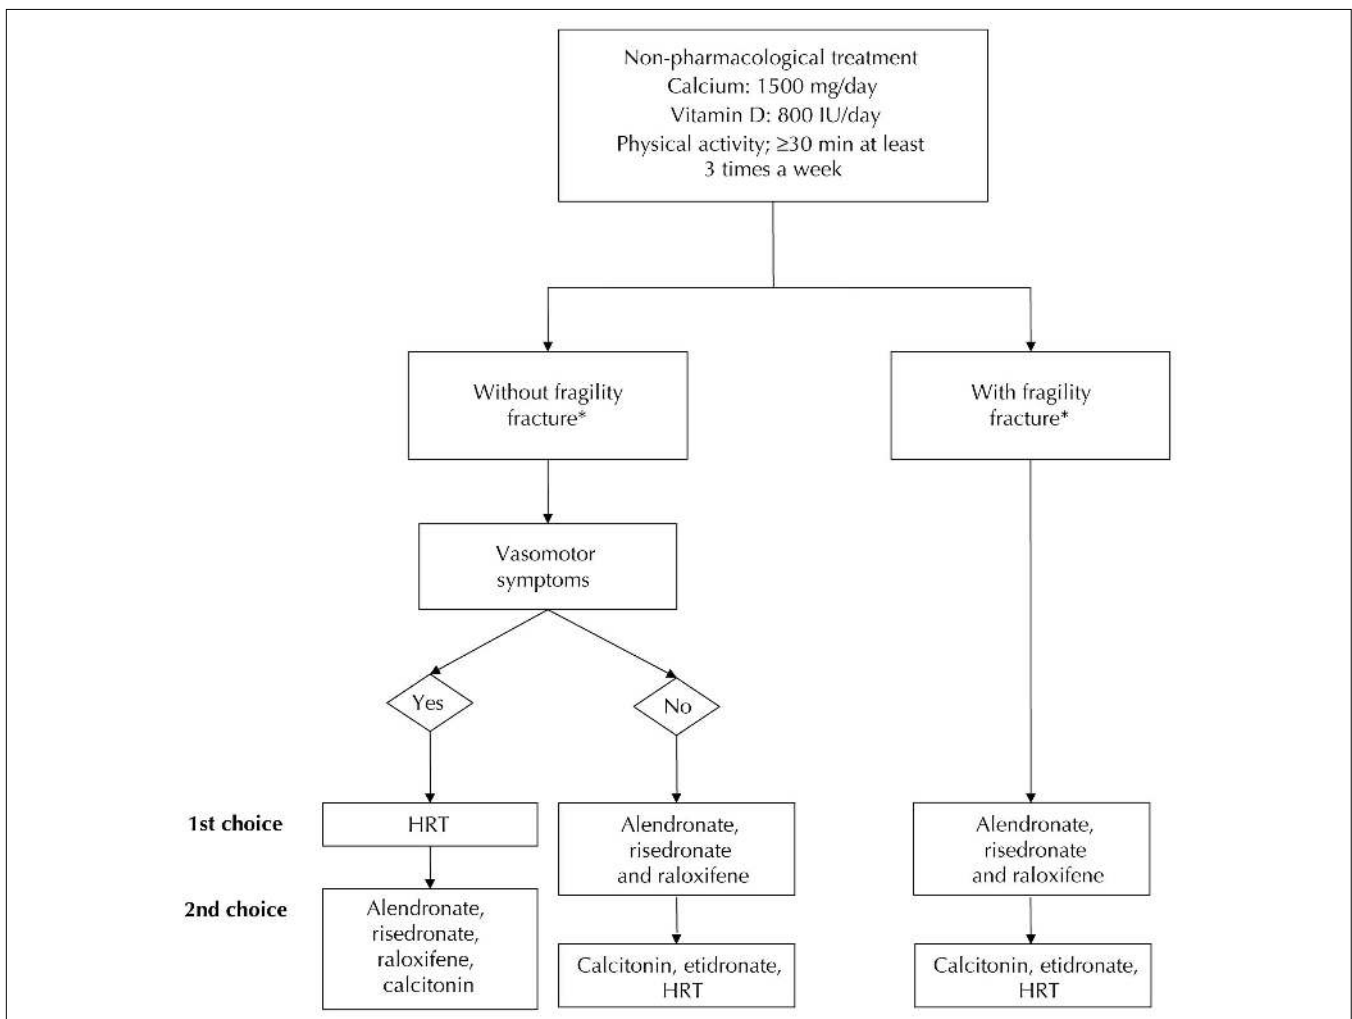 Non-pharmacological treatment
Calcium: 1500 mg/day
Vitamin D: 800 IU/day
Physical activity; ≥30 min at least
3 times a week
Without fragility
fracture*
With fragility
fracture*
Vasomotor
symptoms
Yes
No
1st choice
HRT
Alendronate,
risedronate
and raloxifene
Alendronate,
risedronate
and raloxifene
2nd choice
Alendronate,
risedronate,
raloxifene,
calcitonin
Calcitonin, etidronate,
HRT
Calcitonin, etidronate,
HRT